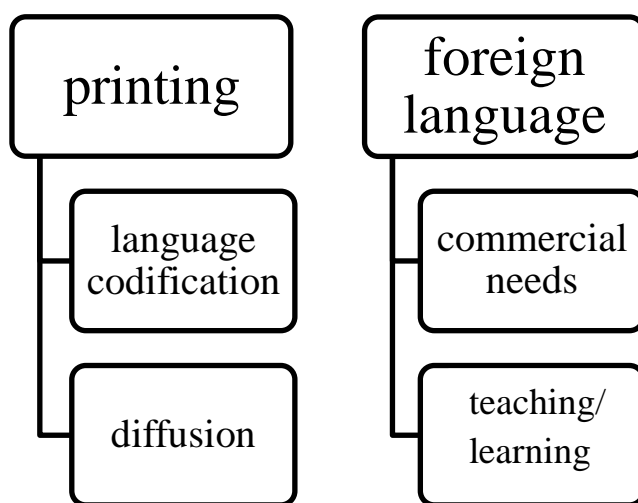 printing
language
codification
diffusion
foreign
language
commercial
needs
teaching/
learning